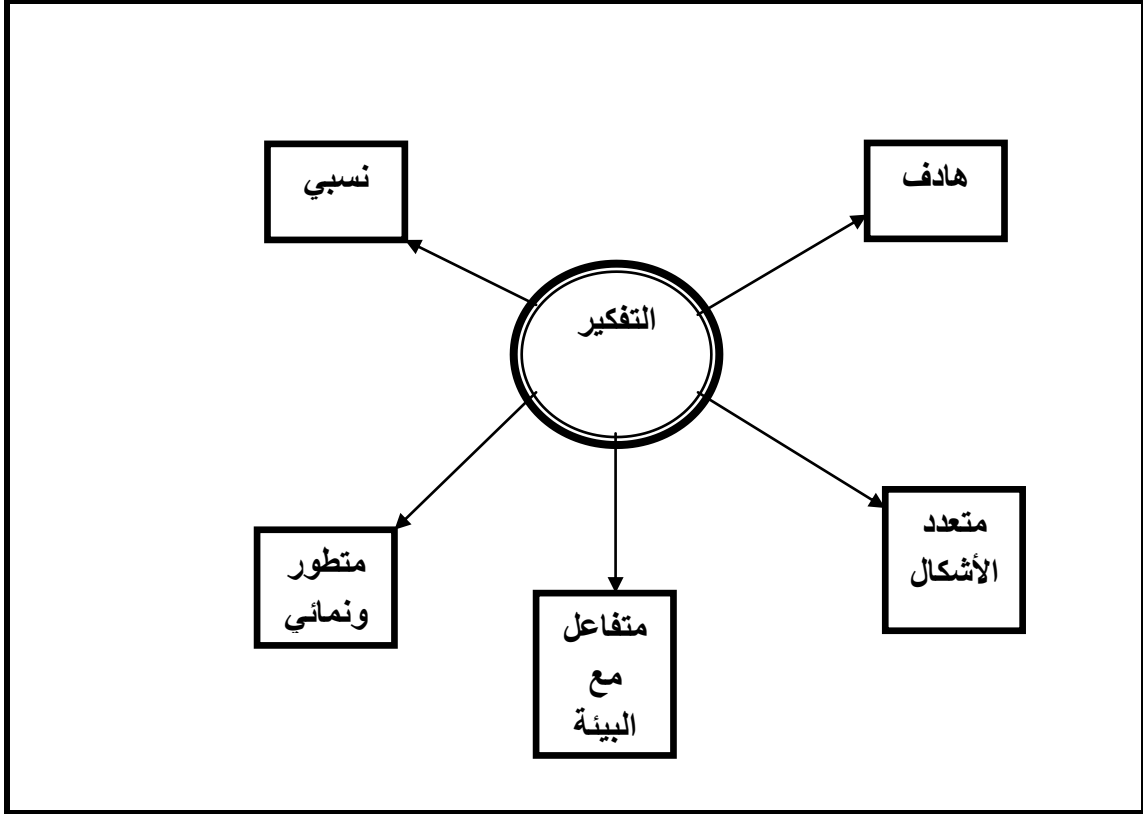 هادف
نسبي
التفكير
متعدد
الأشكال
متطور
ونمائي
متفاعل
مع
البيئة